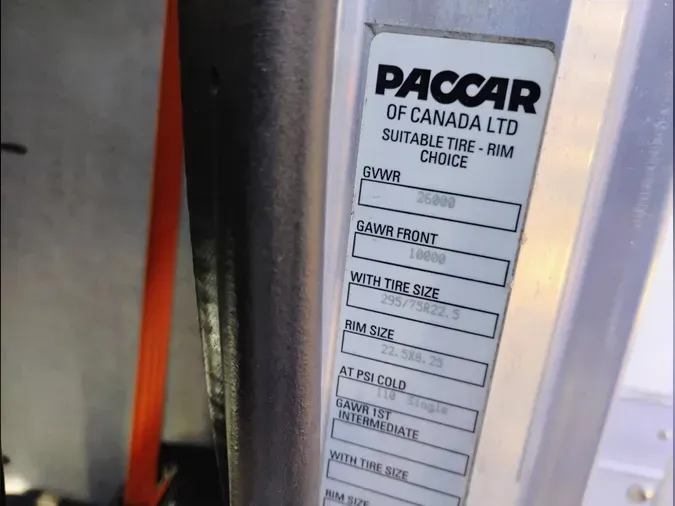 PACCAR
OF CANADA LTD
SUITABLE TIRE - RIM
CHOICE
GVWR
26000
GAWR FRONT
10000
WITH TIRE SIZE
295/75R22.5
RIM SIZE
22.5X8.25
AT PSI COLD
110 Single
GAWR 1ST
INTERMEDIATE
WITH TIRE SIZE
RIM SIZE